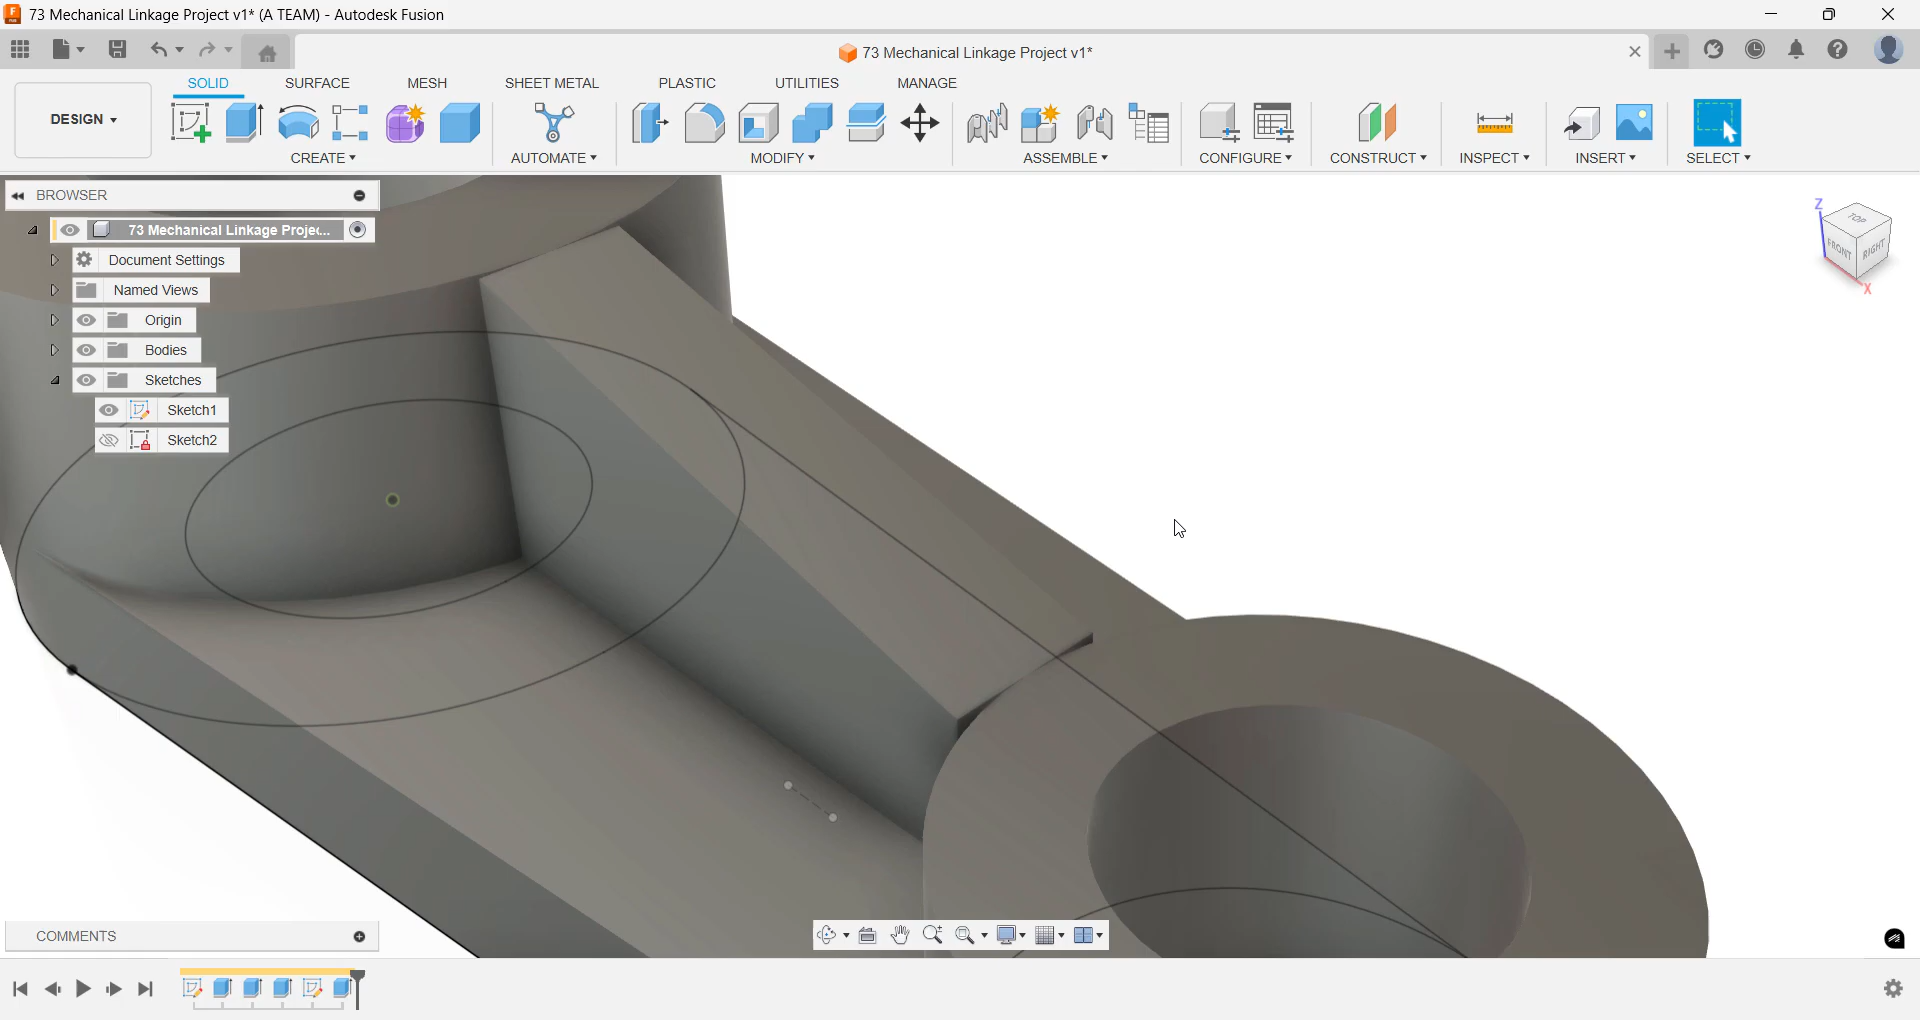 73 Mechanical Linkage Project v1* (A TEAM) - Autodesk Fusion
73 Mechanical Linkage Project v1*
SOLID SURFACE MESH SHEET METAL PLASTIC UTILITIES MANAGE
DESIGN
CREATE AUTOMATE MODIFY ASSEMBLE CONFIGURE CONSTRUCT INSPECT INSERT SELECT
BROWSER
73 Mechanical Linkage Projec...
Document Settings
Named Views
Origin
Bodies
Sketches
Sketch1
Sketch2
Z
TOP
FRONT RIGHT
X
COMMENTS